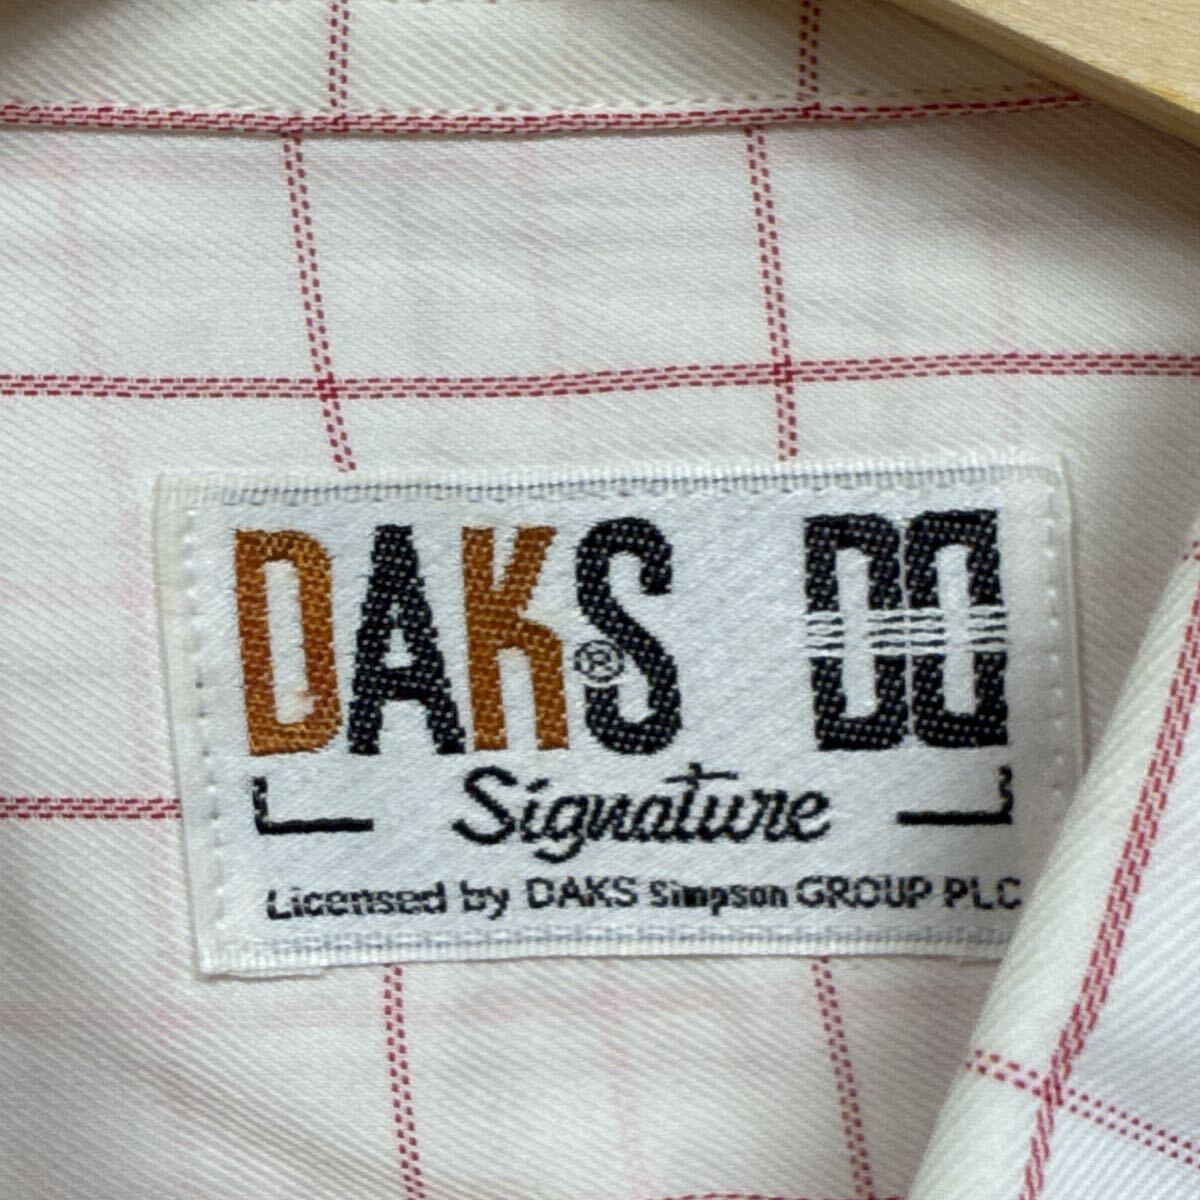 DAKS® DD
Signature
Licensed by DAKS Simpson GROUP PLC